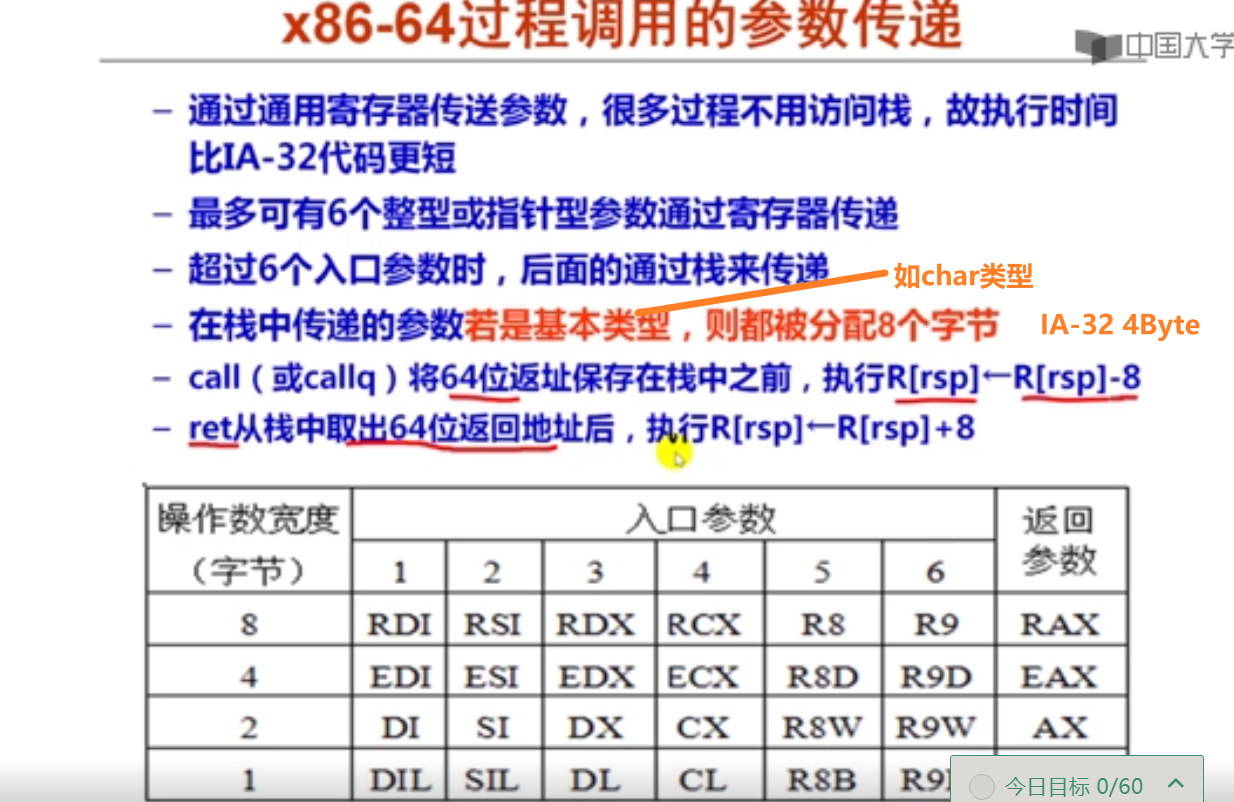 x86-64过程调用的参数传递
中国大学
– 通过通用寄存器传送参数，很多过程不用访问栈，故执行时间
比IA-32代码更短
– 最多可有6个整型或指针型参数通过寄存器传递
– 超过6个入口参数时，后面的通过栈来传递
如char类型
– 在栈中传递的参数若是基本类型，则都被分配8个字节
IA-32 4Byte
– call（或callq）将64位返址保存在栈中之前，执行R[rsp]←R[rsp]-8
– ret从栈中取出64位返回地址后，执行R[rsp]←R[rsp]+8
操作数宽度（字节） 入口参数 返回参数
1 2 3 4 5 6
8 RDI RSI RDX RCX R8 R9 RAX
4 EDI ESI EDX ECX R8D R9D EAX
2 DI SI DX CX R8W R9W AX
1 DIL SIL DL CL R8B
今日目标 0/60